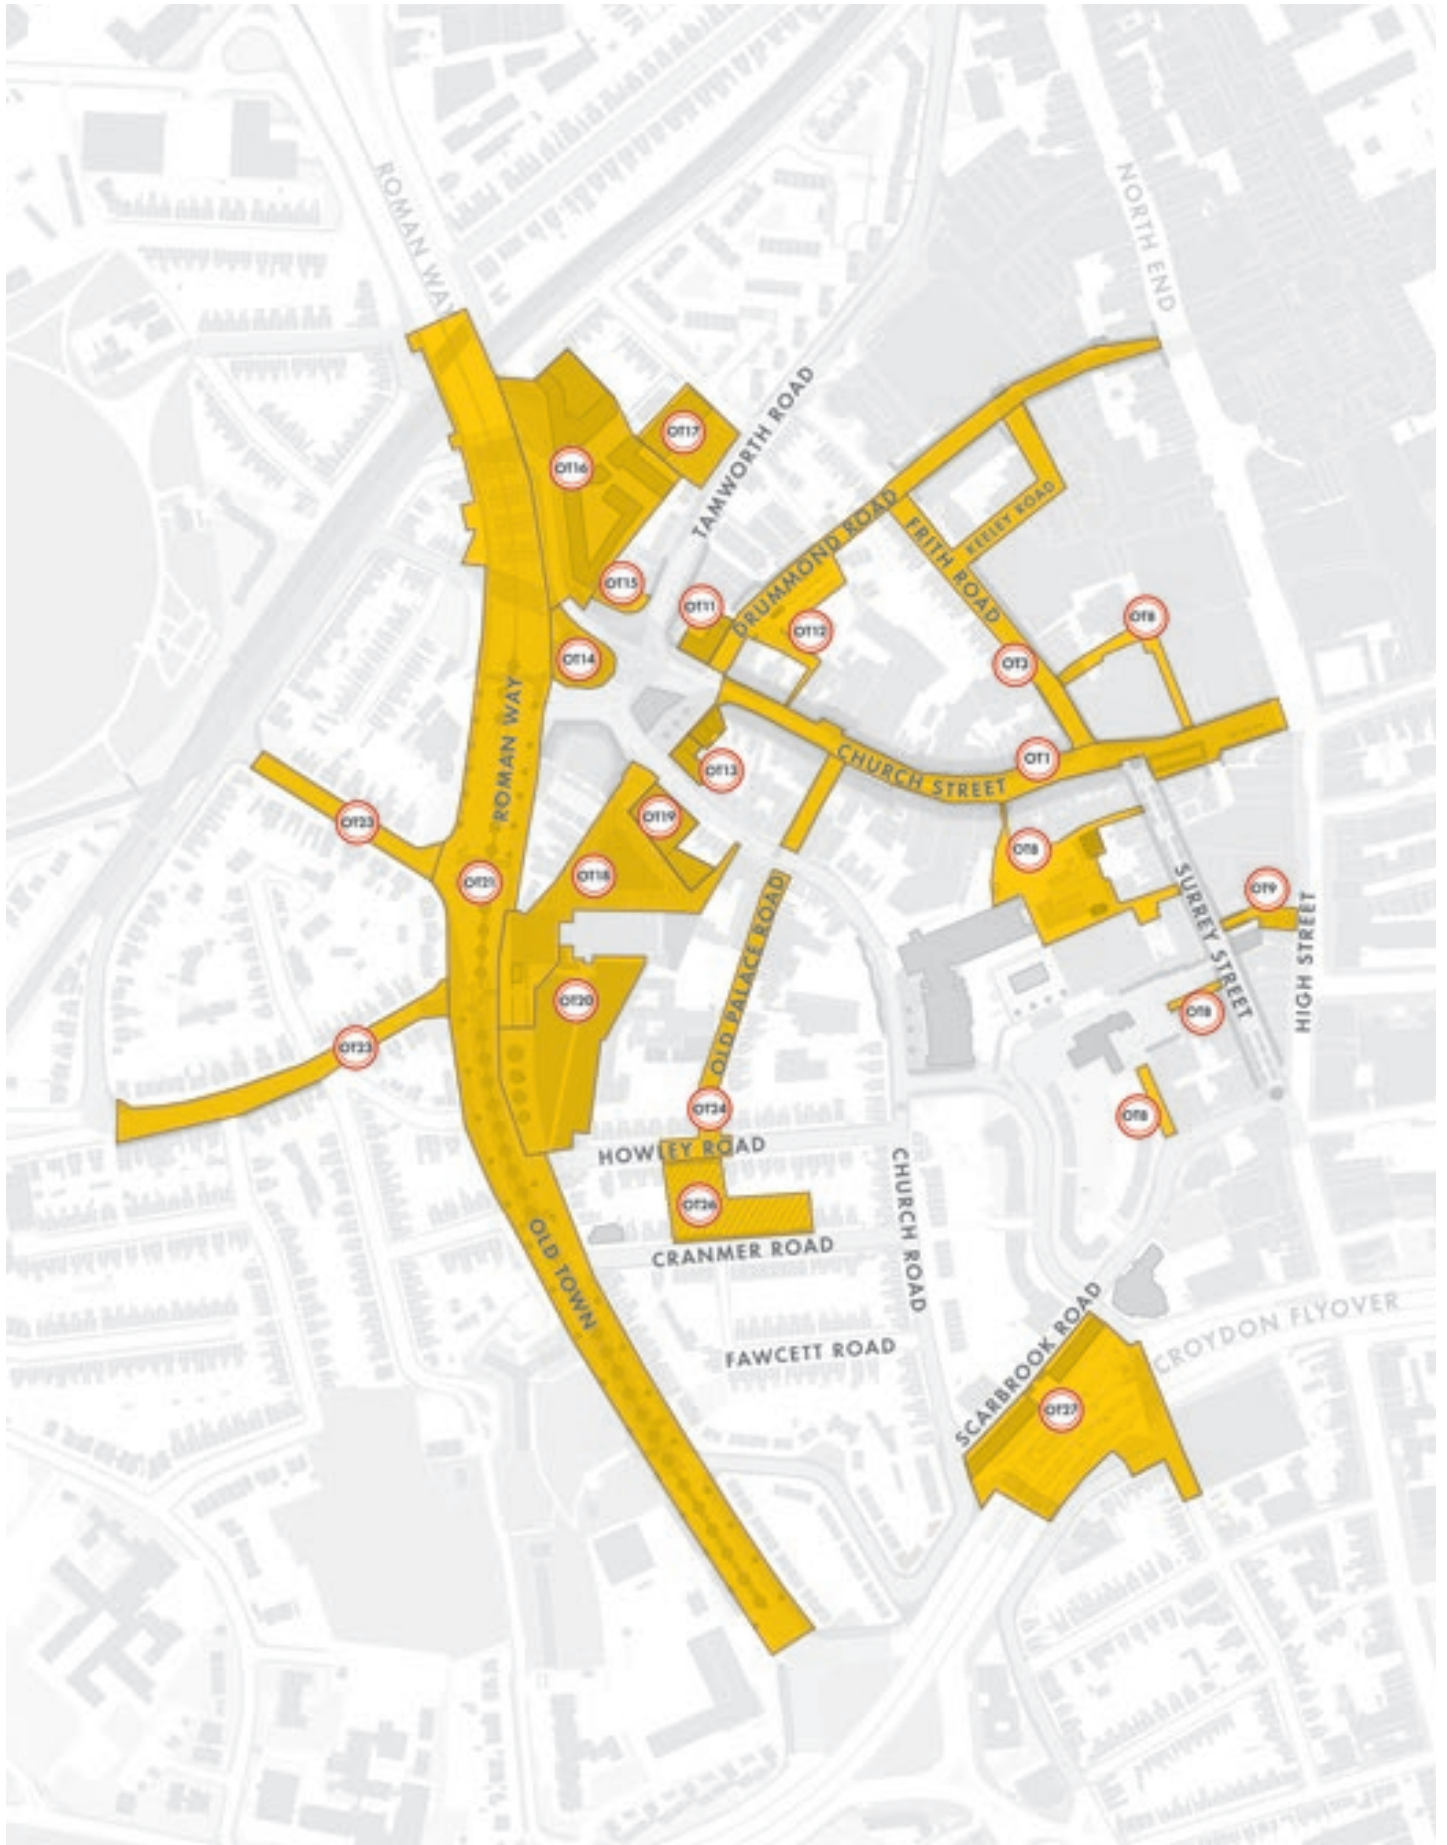 ROMAN WAY
NORTH END
TAMWORTH ROAD
OT17
OT16
DRUMMOND ROAD
KEELEY ROAD
FRITH ROAD
OT15
OT11
OT12
OT8
OT14
OT3
ROMAN WAY
OT13
CHURCH STREET
OT1
OT23
OT19
OT8
OT18
OT21
OT9
SURREY STREET
HIGH STREET
OLD PALACE ROAD
OT20
OT8
OT23
OT24
OT8
HOWLEY ROAD
OT26
CHURCH ROAD
CRANMER ROAD
OLD TOWN
FAWCETT ROAD
SCARBROOK ROAD
CROYDON FLYOVER
OT27